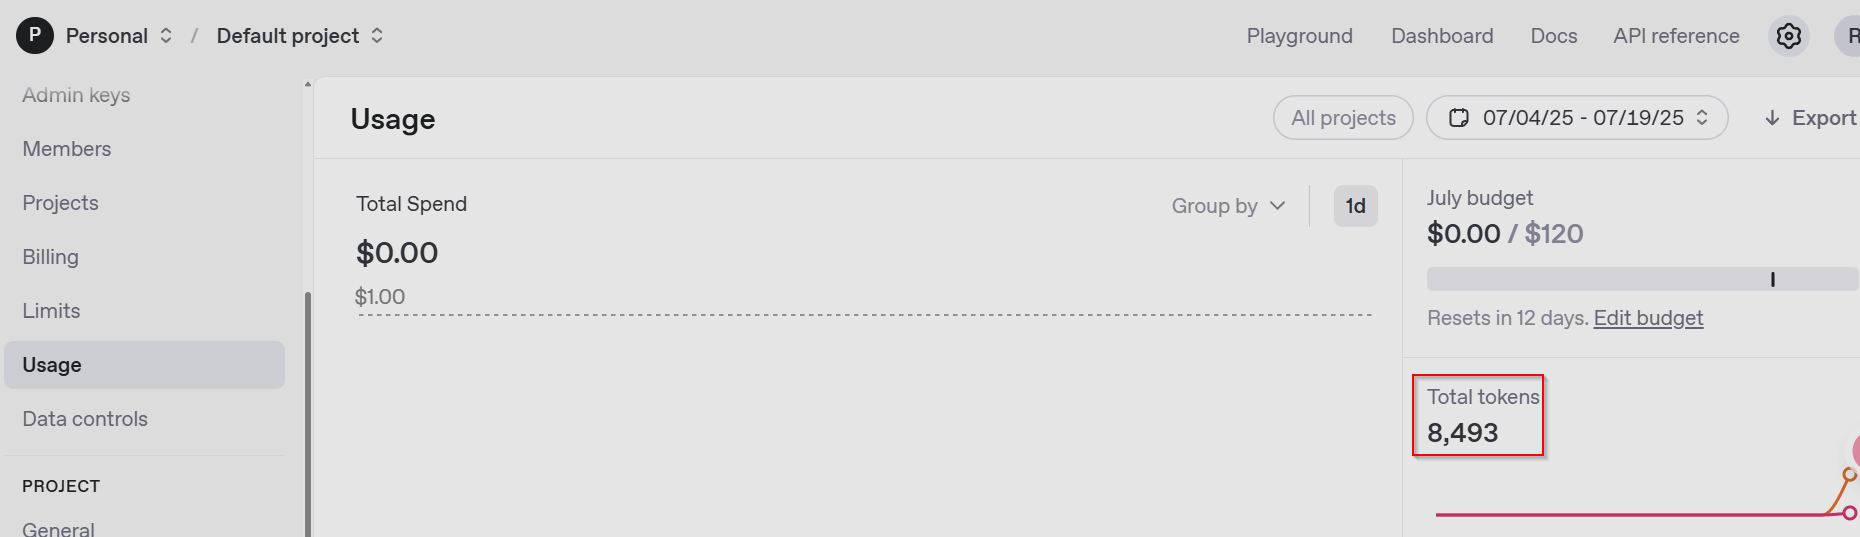 P Personal / Default project
Playground Dashboard Docs API reference R
Admin keys
Members
Projects
Billing
Limits
Usage
Data controls
PROJECT
General
Usage
All projects 07/04/25 - 07/19/25 Export
Total Spend
$0.00
$1.00
Group by 1d
July budget
$0.00 / $120
Resets in 12 days. Edit budget
Total tokens
8,493